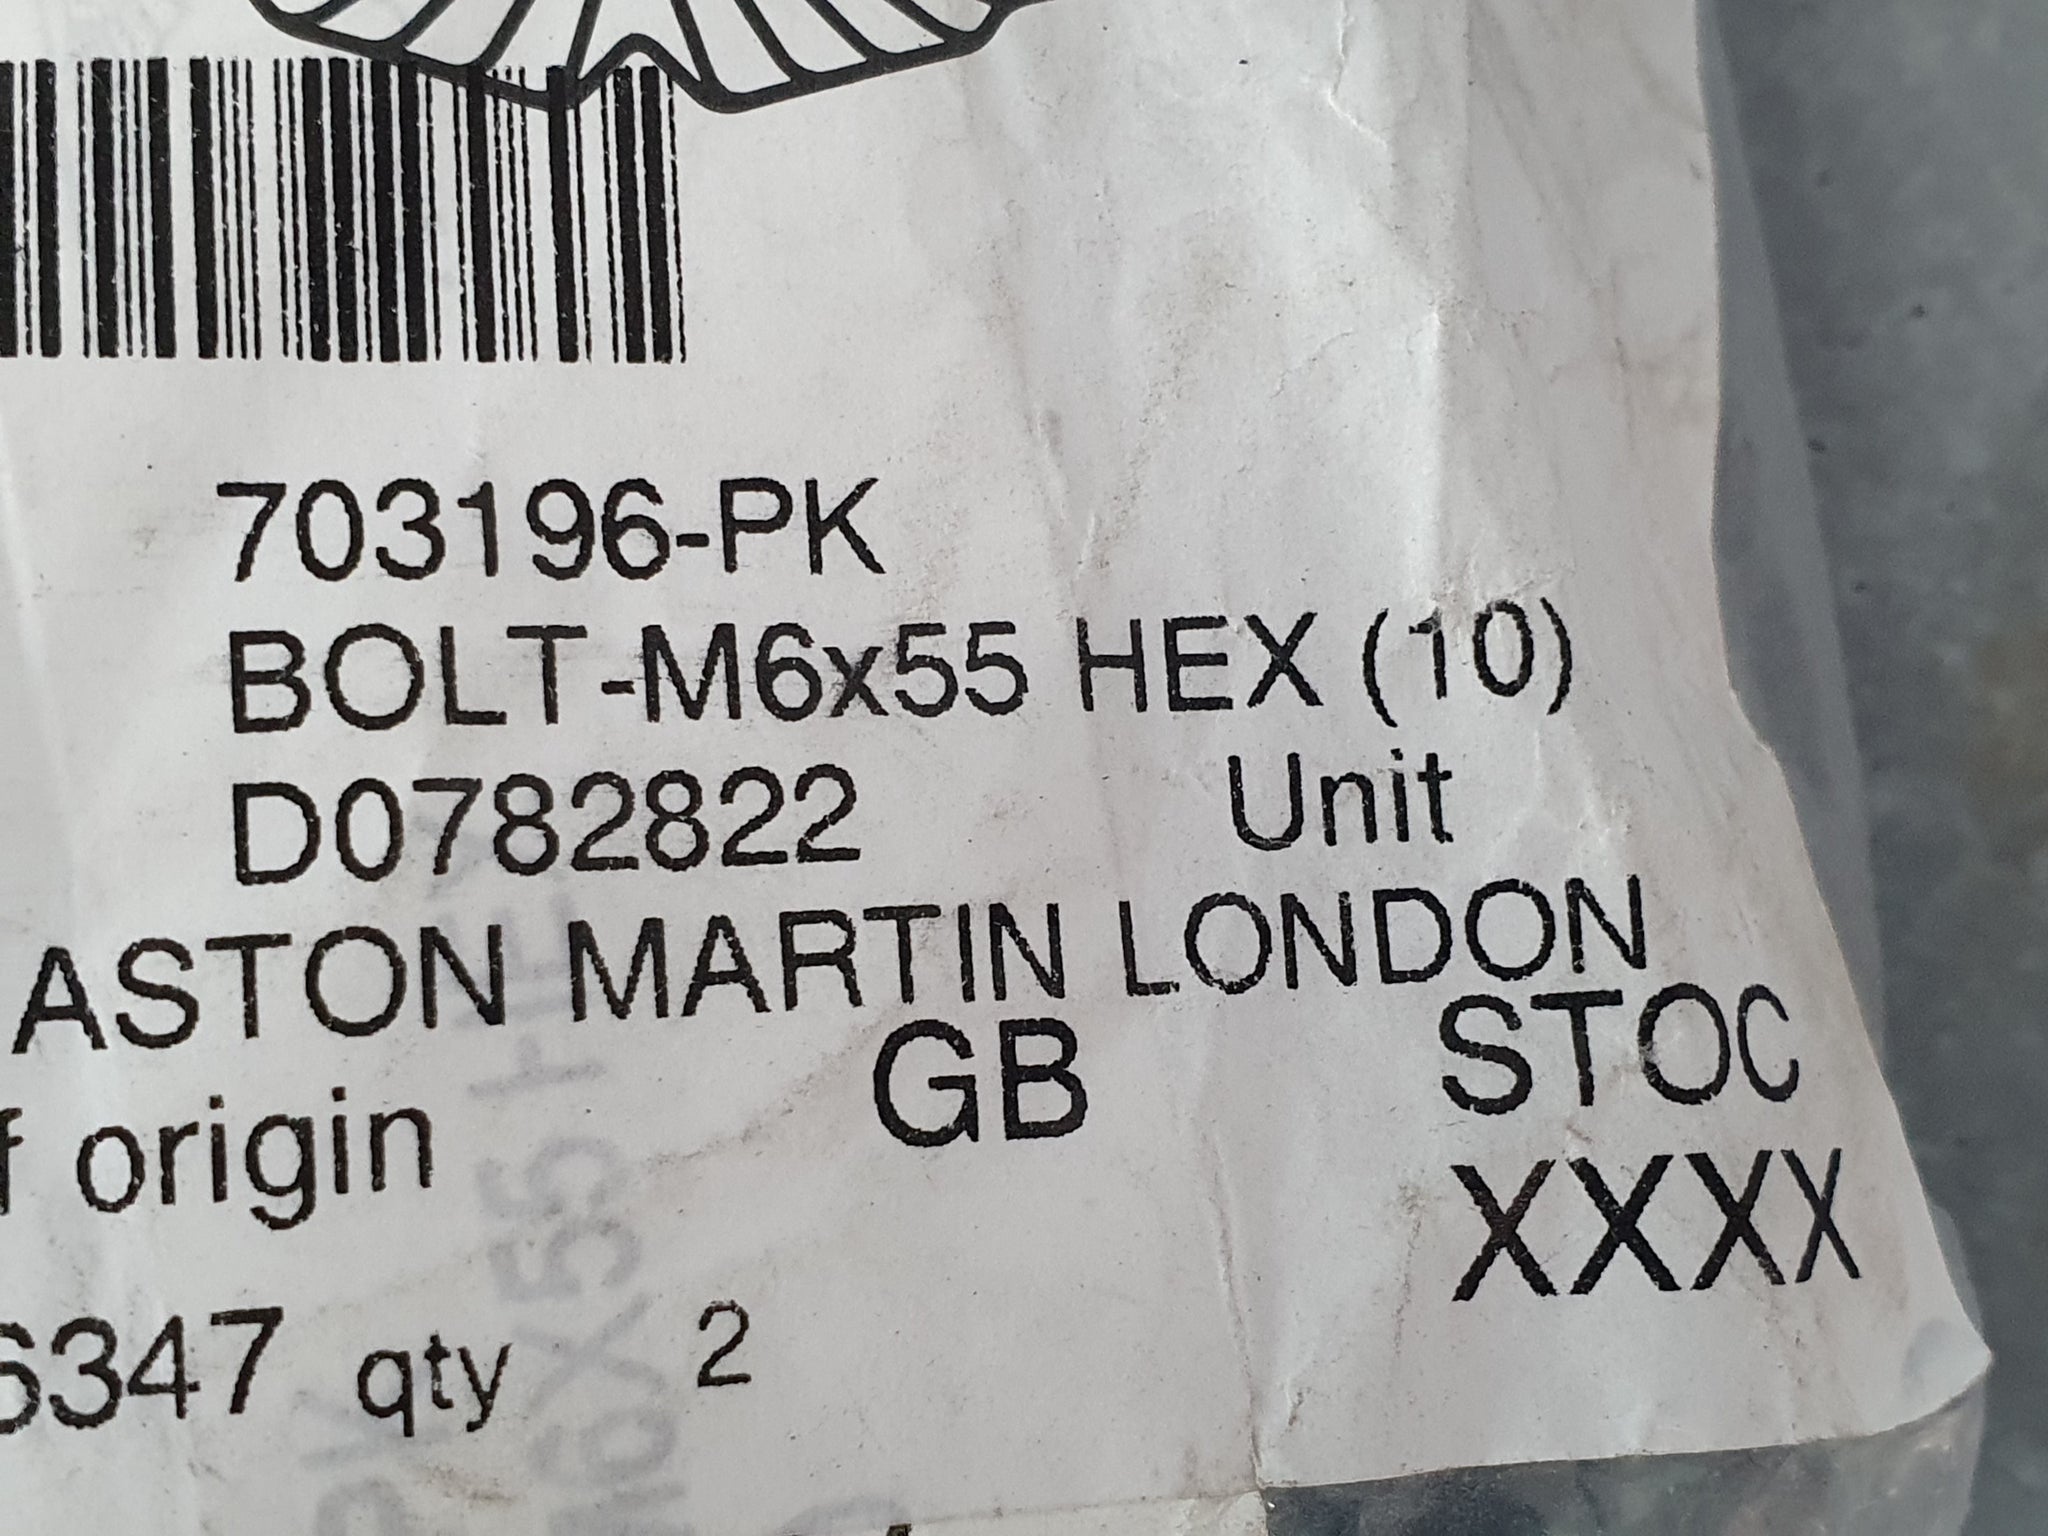 703196-PK
BOLT-M6x55 HEX (10)
D0782822 Unit
ASTON MARTIN LONDON
origin GB STOC
XXXX
6347 qty 2